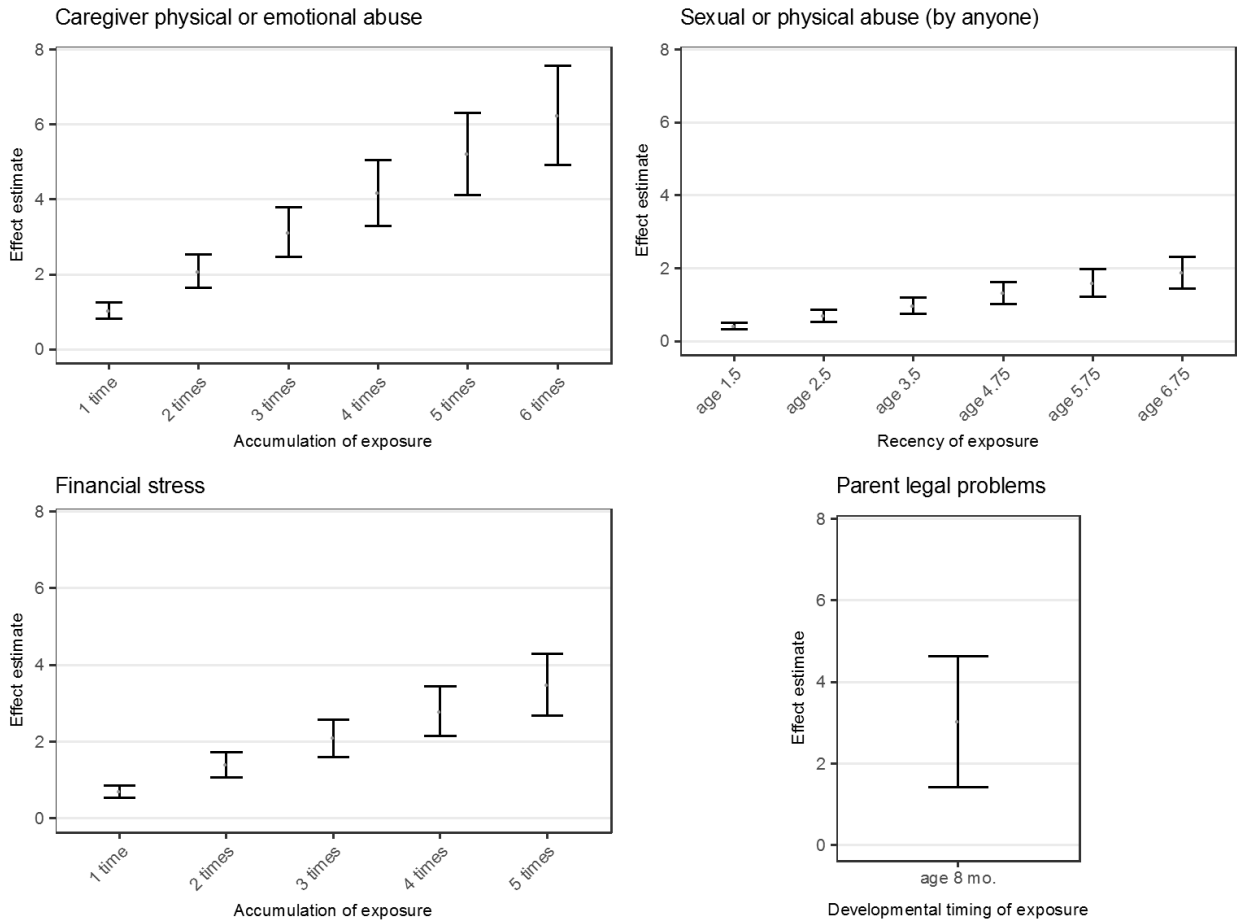 Caregiver physical or emotional abuse
8
6
4
2
0
Effect estimate
1 time
2 times
3 times
4 times
5 times
6 times
Accumulation of exposure
Sexual or physical abuse (by anyone)
8
6
4
2
0
Effect estimate
age 1.5
age 2.5
age 3.5
age 4.75
age 5.75
age 6.75
Recency of exposure
Financial stress
8
6
4
2
0
Effect estimate
1 time
2 times
3 times
4 times
5 times
Accumulation of exposure
Parent legal problems
8
6
4
2
0
Effect estimate
age 8 mo.
Developmental timing of exposure